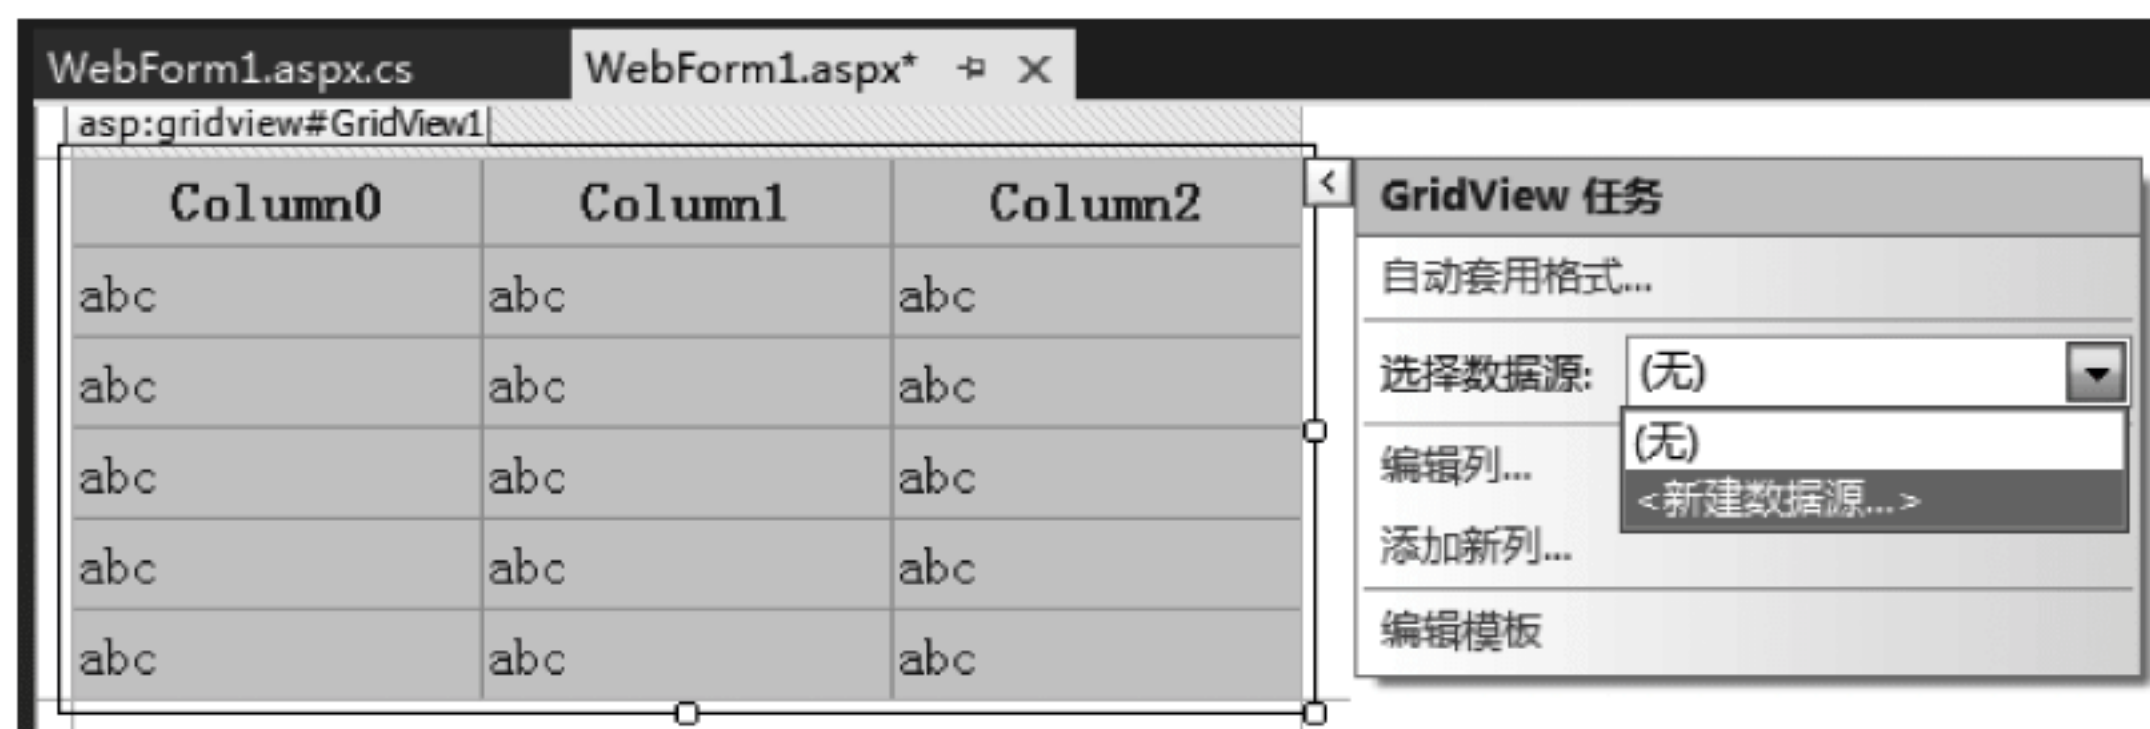 WebForm1.aspx.cs WebForm1.aspx*
asp:gridview#GridView1
Column0 Column1 Column2
abc abc abc
abc abc abc
abc abc abc
abc abc abc
abc abc abc
GridView 任务
自动套用格式...
选择数据源: (无)
(无)
<新建数据源...>
编辑列...
添加新列...
编辑模板